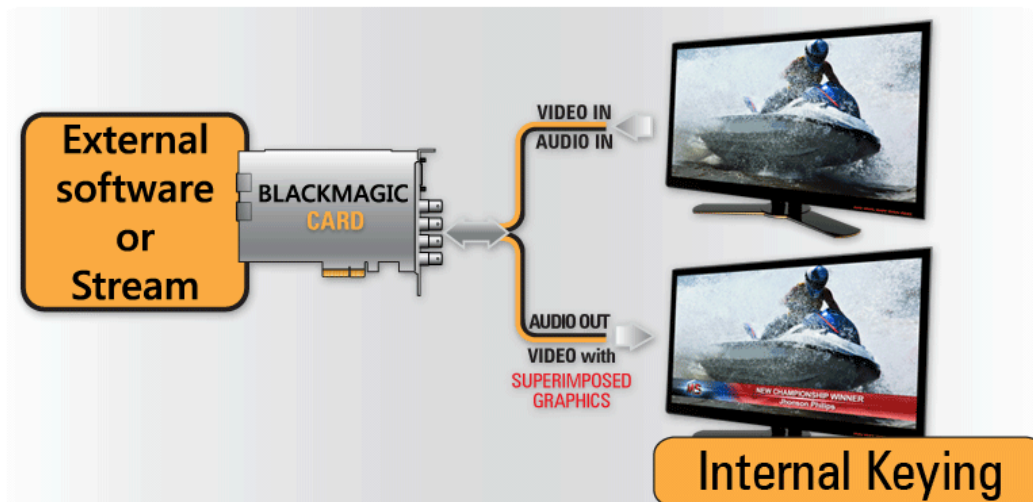 External
software
or
Stream
BLACKMAGIC
CARD
VIDEO IN
AUDIO IN
AUDIO OUT
VIDEO with
SUPERIMPOSED
GRAPHICS
NEW CHAMPIONSHIP WINNER
Jhonson Philips
Internal Keying